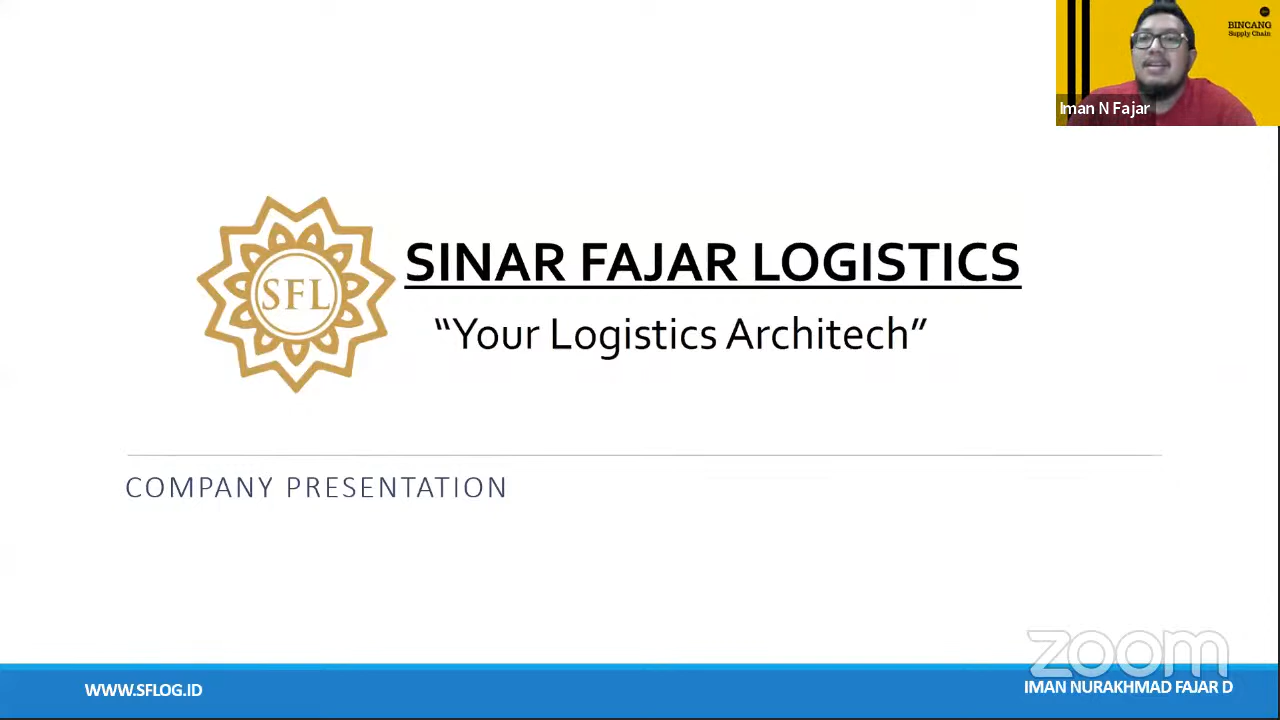 BINCANG
Supply Chain
Iman N Fajar
SFL
SINAR FAJAR LOGISTICS
“Your Logistics Architech”
COMPANY PRESENTATION
zoom
WWW.SFLOG.ID
IMAN NURAKHMAD FAJAR D